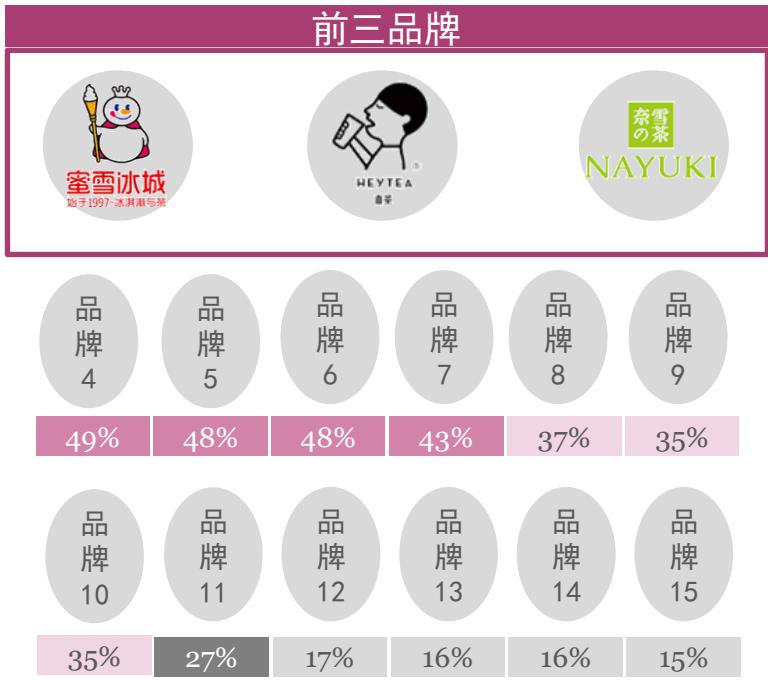 前三品牌
蜜雪冰城
始于1997·冰淇淋与茶
HEYTEA
喜茶
奈雪
の茶
NAYUKI
品牌4
品牌5
品牌6
品牌7
品牌8
品牌9
49%
48%
48%
43%
37%
35%
品牌10
品牌11
品牌12
品牌13
品牌14
品牌15
35%
27%
17%
16%
16%
15%